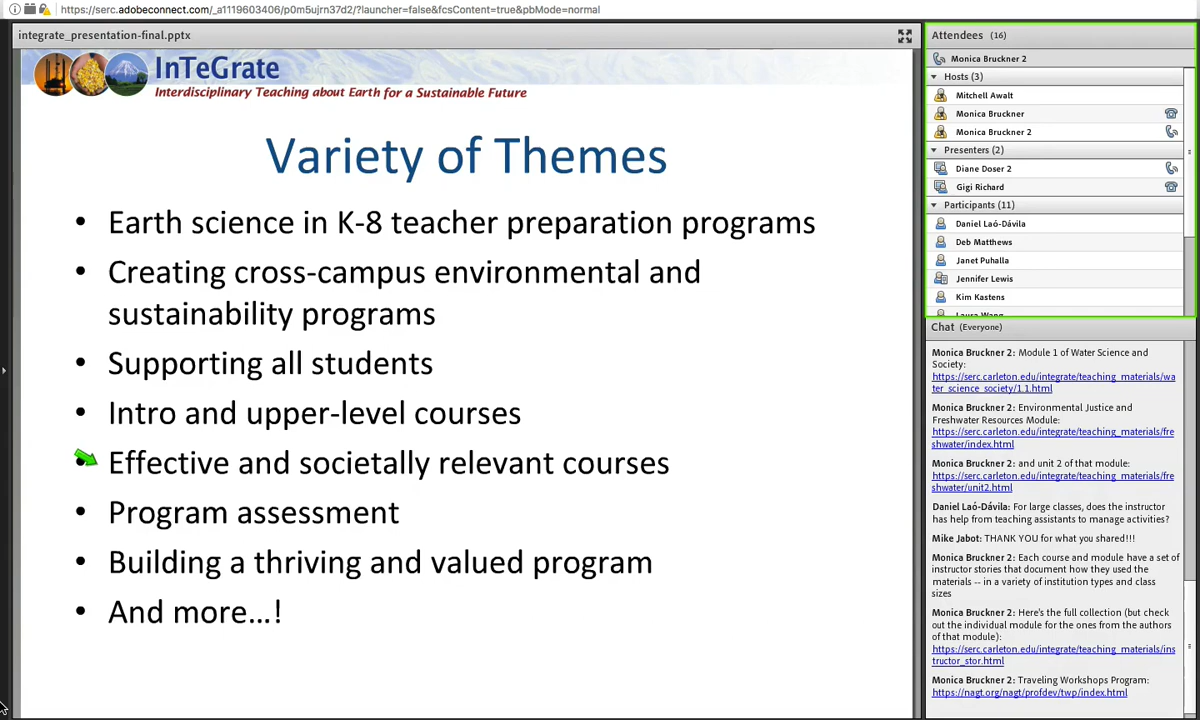 https://serc.adobeconnect.com/_a1119603406/p0m5ujrn37d2/?launcher=false&fcsContent=true&pbMode=normal
integrate_presentation-final.pptx
InTeGrate
Interdisciplinary Teaching about Earth for a Sustainable Future
Variety of Themes
• Earth science in K-8 teacher preparation programs
• Creating cross-campus environmental and
sustainability programs
• Supporting all students
• Intro and upper-level courses
• Effective and societally relevant courses
• Program assessment
• Building a thriving and valued program
• And more...!
Attendees (16)
Monica Bruckner 2
Hosts (3)
Mitchell Awalt
Monica Bruckner
Monica Bruckner 2
Presenters (2)
Diane Doser 2
Gigi Richard
Participants (11)
Daniel Laó-Dávila
Deb Matthews
Janet Puhalla
Jennifer Lewis
Kim Kastens
Laura Wang
Chat (Everyone)
Monica Bruckner 2: Module 1 of Water Science and
Society:
https://serc.carleton.edu/integrate/teaching_materials/wa
ter_science_society/1.1.html
Monica Bruckner 2: Environmental Justice and
Freshwater Resources Module:
https://serc.carleton.edu/integrate/teaching_materials/fre
shwater/index.html
Monica Bruckner 2: and unit 2 of that module:
https://serc.carleton.edu/integrate/teaching_materials/fre
shwater/unit2.html
Daniel Laó-Dávila: For large classes, does the instructor
has help from teaching assistants to manage activities?
Mike Jabot: THANK YOU for what you shared!!!
Monica Bruckner 2: Each course and module have a set of
instructor stories that document how they used the
materials -- in a variety of institution types and class
sizes
Monica Bruckner 2: Here's the full collection (but check
out the individual module for the ones from the authors
of that module):
https://serc.carleton.edu/integrate/teaching_materials/ins
tructor_stor.html
Monica Bruckner 2: Traveling Workshops Program:
https://nagt.org/nagt/profdev/twp/index.html